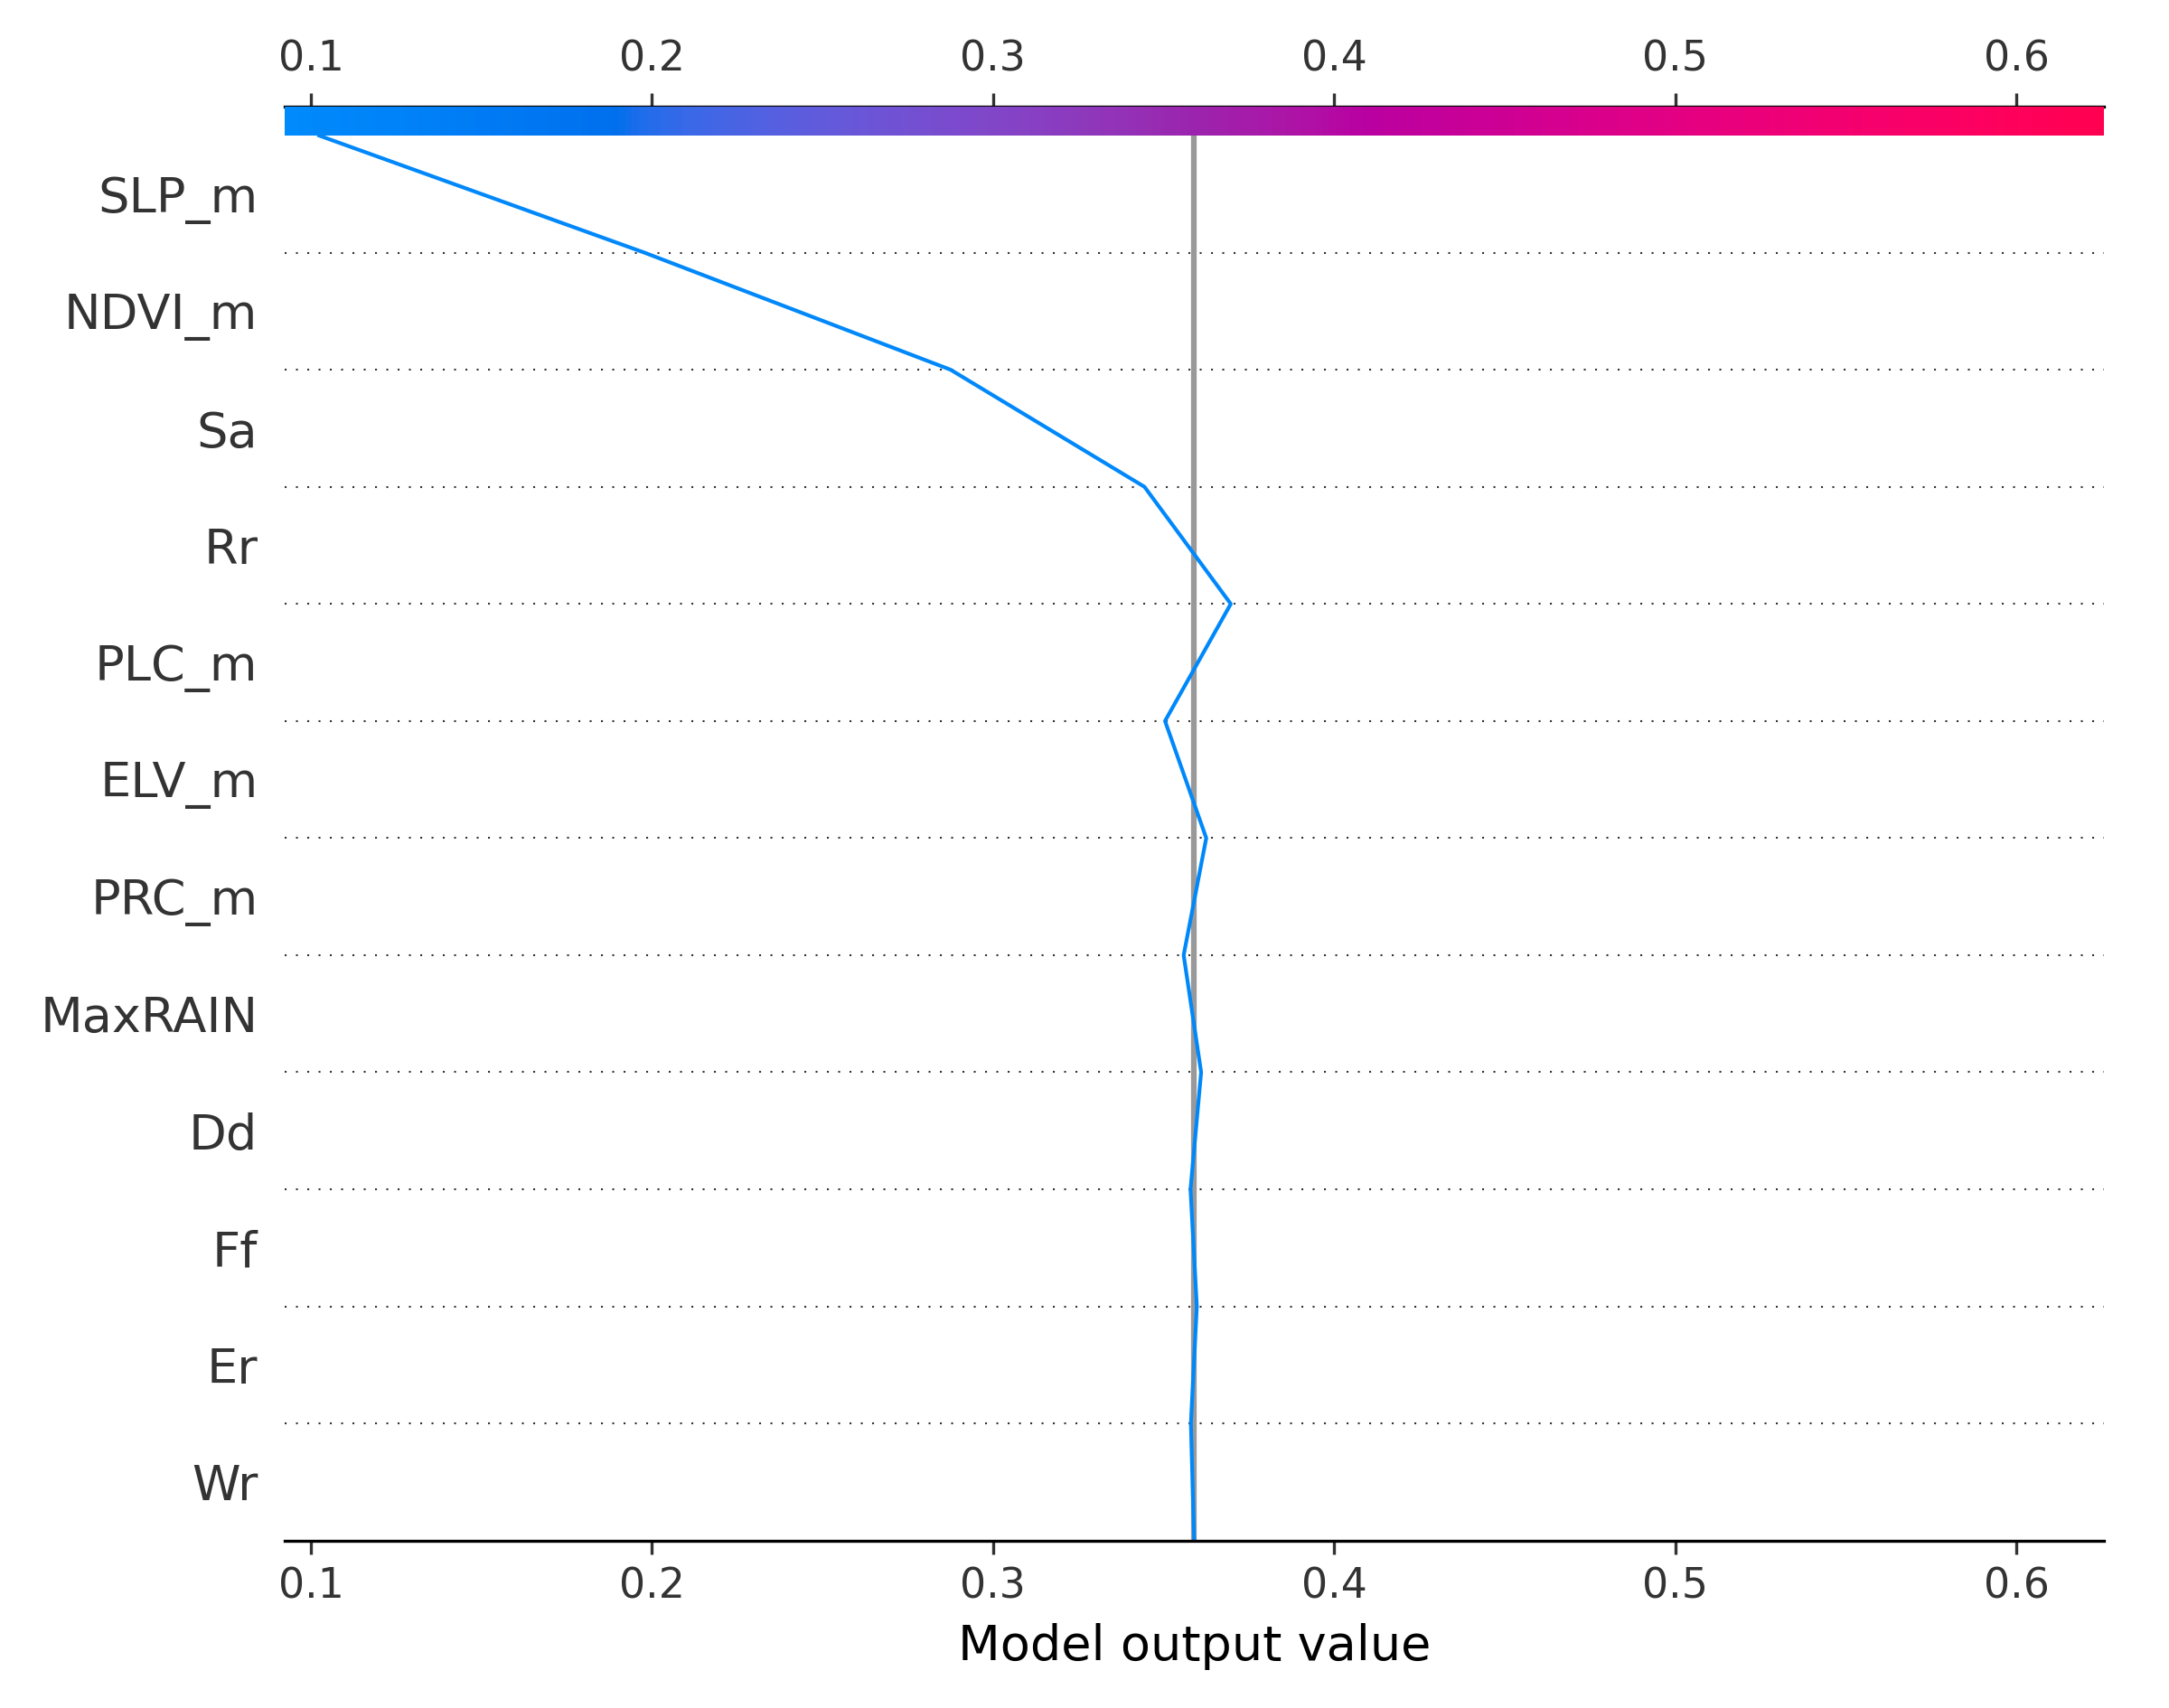 0.1 0.2 0.3 0.4 0.5 0.6
SLP_m
NDVI_m
Sa
Rr
PLC_m
ELV_m
PRC_m
MaxRAIN
Dd
Ff
Er
Wr
0.1 0.2 0.3 0.4 0.5 0.6
Model output value